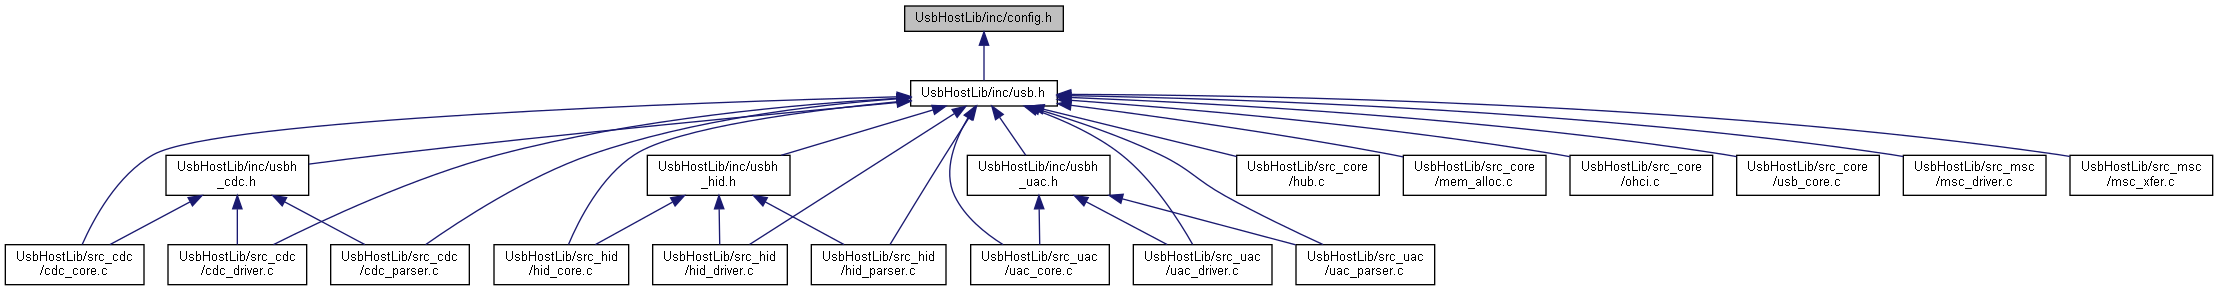 UsbHostLib/inc/config.h
UsbHostLib/inc/usb.h
UsbHostLib/inc/usbh
_cdc.h
UsbHostLib/inc/usbh
_hid.h
UsbHostLib/inc/usbh
_uac.h
UsbHostLib/src_core
/hub.c
UsbHostLib/src_core
/mem_alloc.c
UsbHostLib/src_core
/ohci.c
UsbHostLib/src_core
/usb_core.c
UsbHostLib/src_msc
/msc_driver.c
UsbHostLib/src_msc
/msc_xfer.c
UsbHostLib/src_cdc
/cdc_core.c
UsbHostLib/src_cdc
/cdc_driver.c
UsbHostLib/src_cdc
/cdc_parser.c
UsbHostLib/src_hid
/hid_core.c
UsbHostLib/src_hid
/hid_driver.c
UsbHostLib/src_hid
/hid_parser.c
UsbHostLib/src_uac
/uac_core.c
UsbHostLib/src_uac
/uac_driver.c
UsbHostLib/src_uac
/uac_parser.c